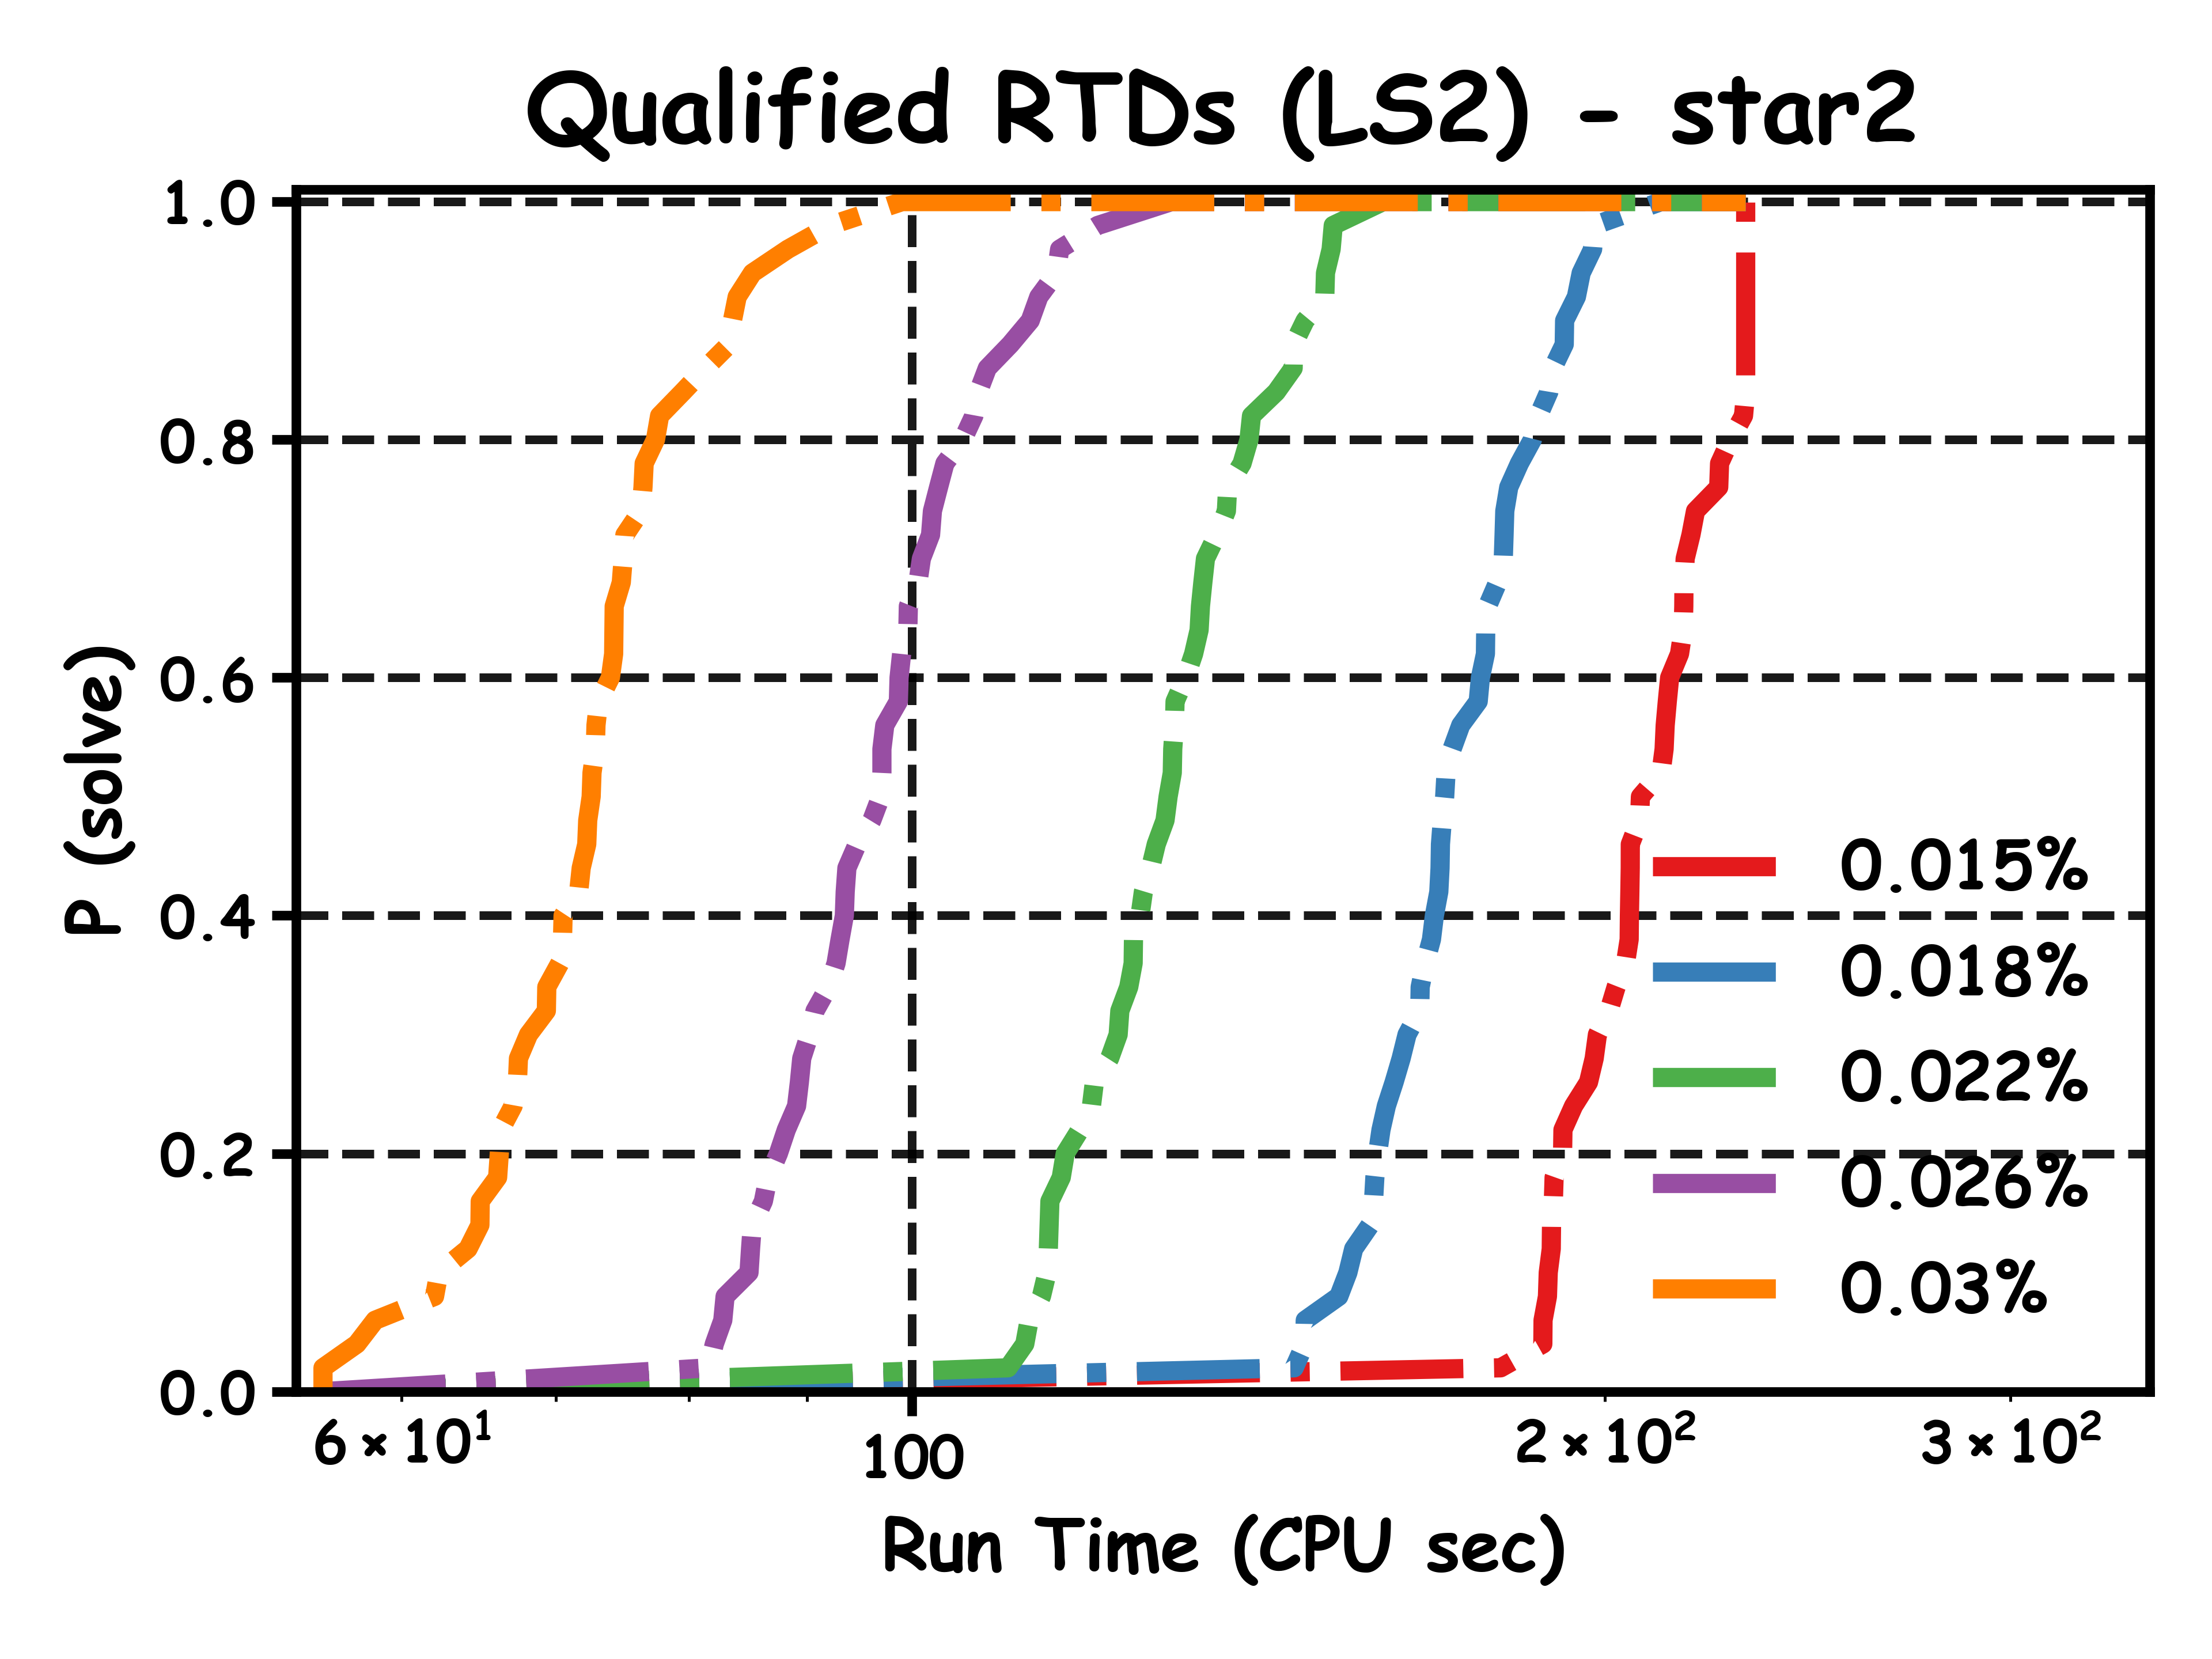 Qualified RTDs (LS2) - star2
P (solve)
1.0
0.8
0.6
0.4
0.2
0.0
0.015%
0.018%
0.022%
0.026%
0.03%
6 × 10¹
100
2 × 10²
3 × 10²
Run Time (CPU sec)